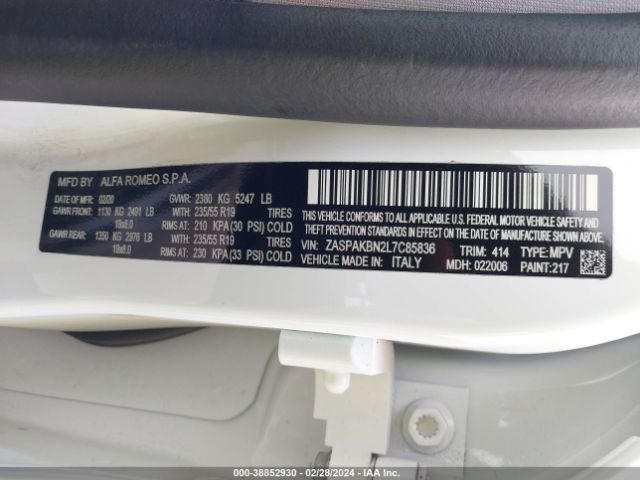 MFD BY ALFA ROMEO S.P.A.
DATE OF MFR: 02/20 GVWR: 2380 KG 5247 LB
GAWR FRONT: 1130 KG 2491 LB WITH: 235/55 R19 TIRES
19x8.0 RIMS AT: 210 KPA(30 PSI) COLD
GAWR REAR: 1350 KG 2976 LB WITH: 235/55 R19 TIRES
19x8.0 RIMS AT: 230 KPA(33 PSI) COLD
THIS VEHICLE CONFORMS TO ALL APPLICABLE U.S.A. FEDERAL MOTOR VEHICLE SAFETY,
BUMPER, AND THEFT PREVENTION STANDARDS IN EFFECT ON THE DATE OF MANUFACTURE SHOWN ABOVE.
VIN: ZASPAKBN2L7C85836 TRIM: 414 TYPE: MPV
VEHICLE MADE IN: ITALY MDH: 022006 PAINT: 217
000-38852930 - 02/28/2024 - IAA Inc.